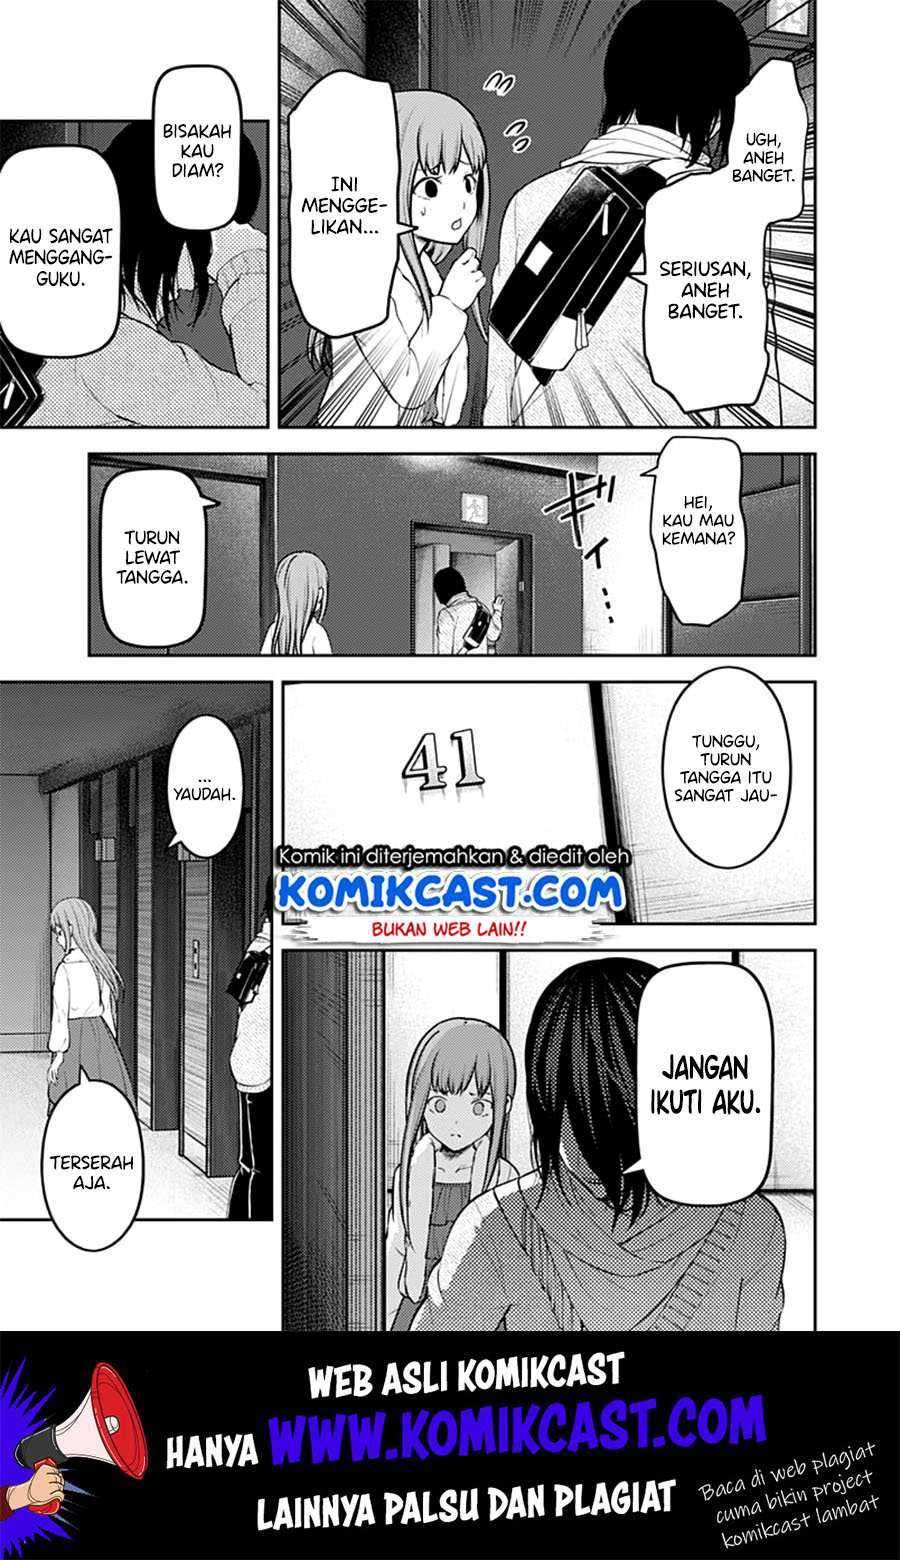 UGH,
ANEH
BANGET.
SERIUSAN,
ANEH
BANGET.
INI
MENGGE-
LIKAN...
BISAKAH
KAU
DIAM?
KAU SANGAT
MENGGANG-
GUKU.
HEI,
KAU MAU
KEMANA?
ギイ…
TURUN
LEWAT
TANGGA.
TUNGGU,
TURUN
TANGGA ITU
SANGAT JAU-
41
Komik ini diterjemahkan & diedit oleh
KOMIKCAST.COM
BUKAN WEB LAIN!!
JANGAN
IKUTI AKU.
...
YAUDAH.
TERSERAH
AJA.
WEB ASLI KOMIKCAST
HANYA WWW.KOMIKCAST.COM
LAINNYA PALSU DAN PLAGIAT
Baca di web plagiat
cuma bikin project
komikcast lambat